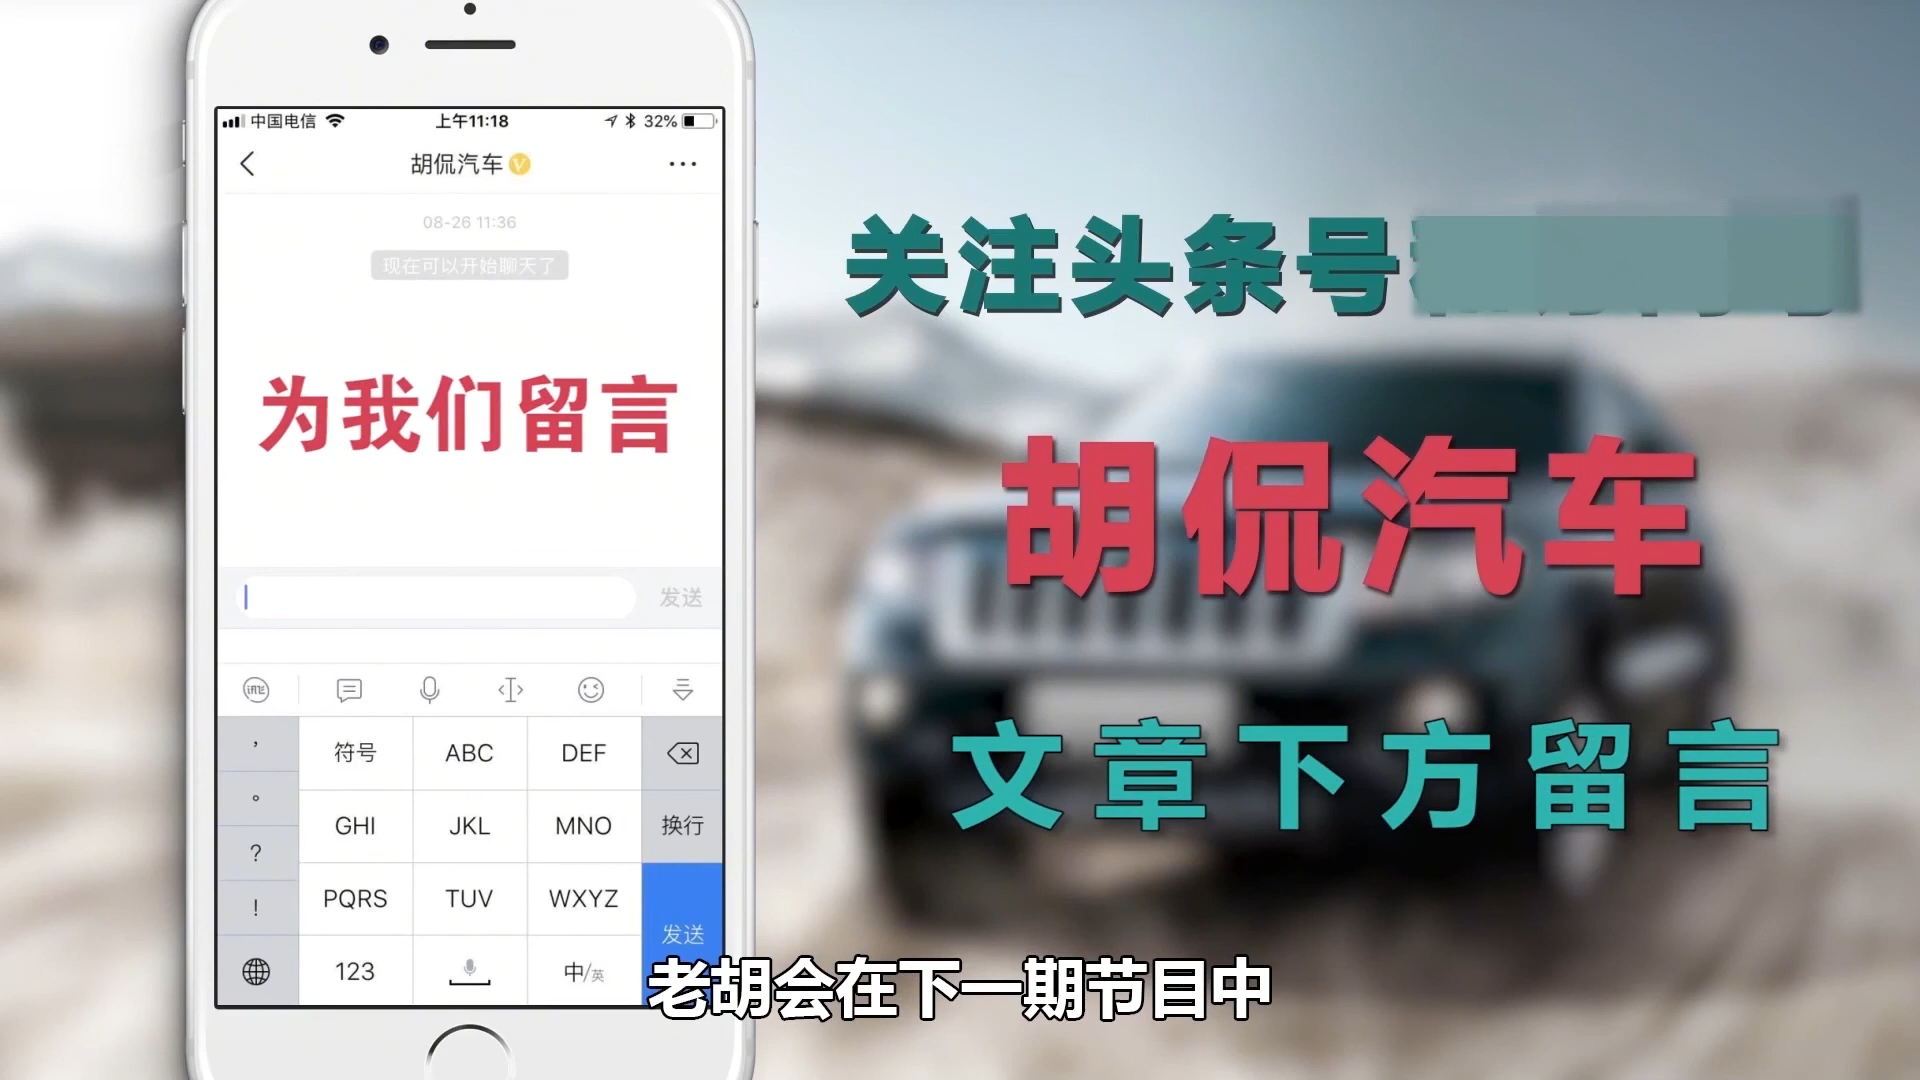 中国电信 上午11:18 32%
胡侃汽车
08-26 11:36
现在可以开始聊天了
为我们留言
发送
，
符号 ABC DEF
。
GHI JKL MNO 换行
?
PQRS TUV WXYZ
!
发送
123 中/英
关注头条号
胡侃汽车
文章下方留言
老胡会在下一期节目中